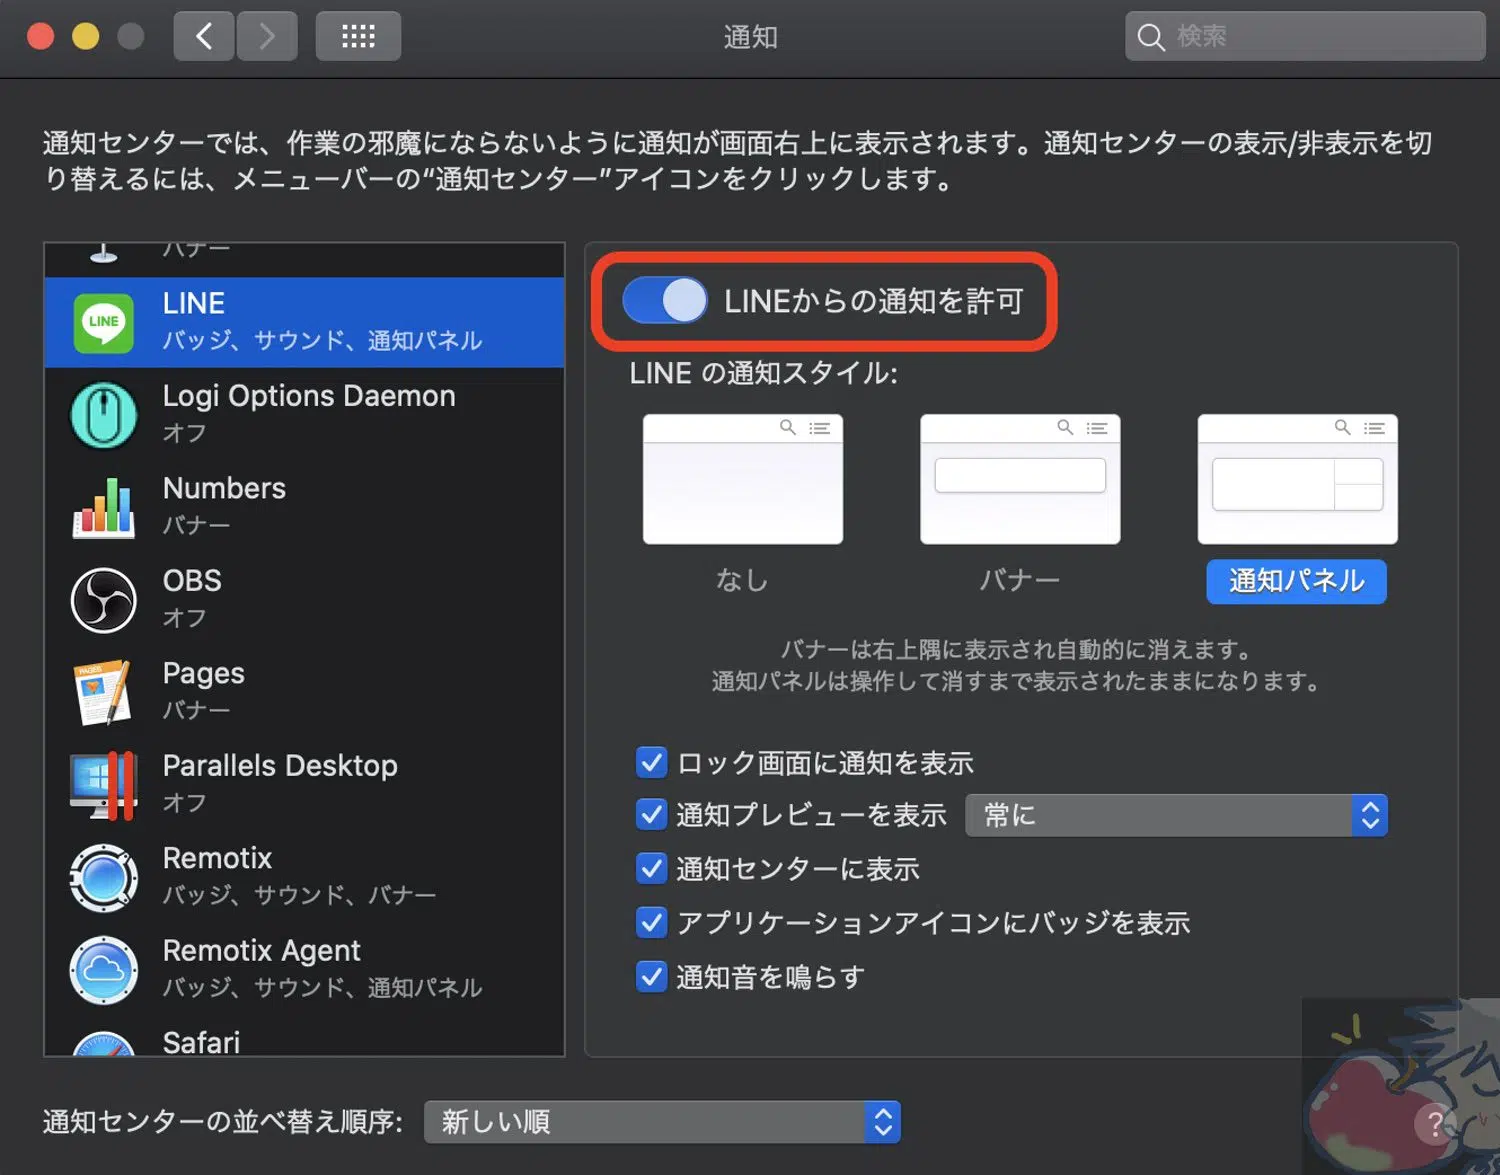 通知
検索
通知センターでは、作業の邪魔にならないように通知が画面右上に表示されます。通知センターの表示/非表示を切
り替えるには、メニューバーの“通知センター”アイコンをクリックします。
バナー
LINE
LINE
バッジ、サウンド、通知パネル
Logi Options Daemon
オフ
Numbers
バナー
OBS
オフ
PAGES
Pages
バナー
Parallels Desktop
オフ
Remotix
バッジ、サウンド、バナー
Remotix Agent
バッジ、サウンド、通知パネル
Safari
LINEからの通知を許可
LINE の通知スタイル:
なし
バナー
通知パネル
バナーは右上隅に表示され自動的に消えます。
通知パネルは操作して消すまで表示されたままになります。
ロック画面に通知を表示
通知プレビューを表示
常に
通知センターに表示
アプリケーションアイコンにバッジを表示
通知音を鳴らす
通知センターの並べ替え順序:
新しい順
?